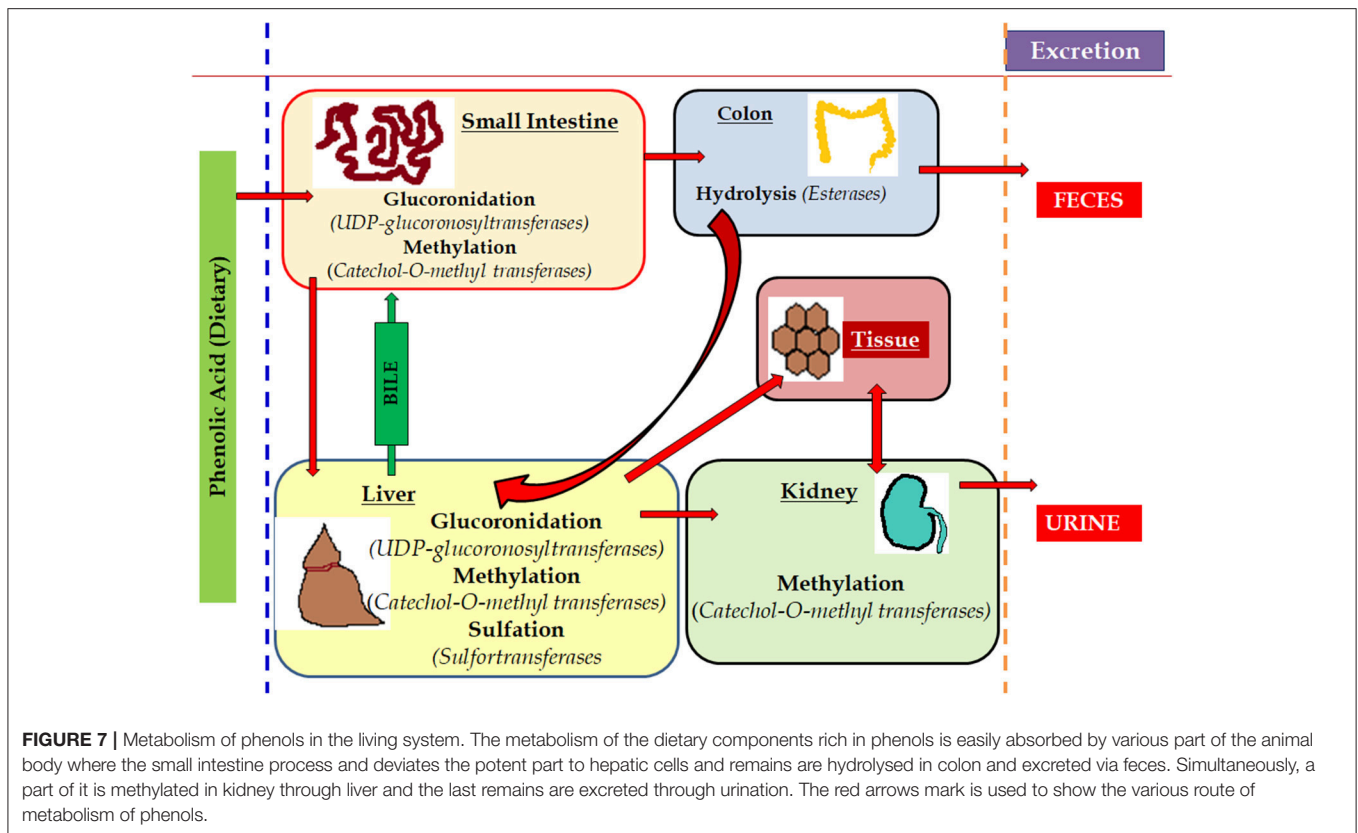 Excretion
Phenolic Acid (Dietary)
Small Intestine
Glucoronidation
(UDP-glucoronosyltransferases)
Methylation
(Catechol-O-methyl transferases)
Colon
Hydrolysis (Esterases)
FECES
BILE
Tissue
Liver
Glucoronidation
(UDP-glucoronosyltransferases)
Methylation
(Catechol-O-methyl transferases)
Sulfation
(Sulfortransferases
Kidney
Methylation
(Catechol-O-methyl transferases)
URINE
FIGURE 7 | Metabolism of phenols in the living system. The metabolism of the dietary components rich in phenols is easily absorbed by various part of the animal
body where the small intestine process and deviates the potent part to hepatic cells and remains are hydrolysed in colon and excreted via feces. Simultaneously, a
part of it is methylated in kidney through liver and the last remains are excreted through urination. The red arrows mark is used to show the various route of
metabolism of phenols.